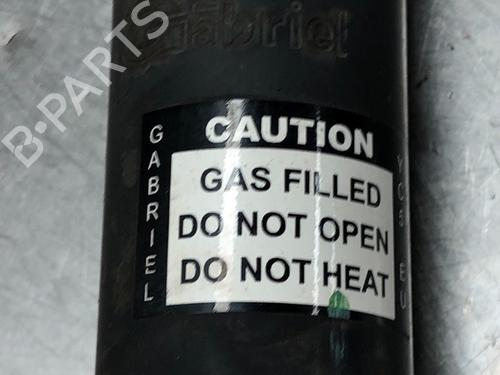 B-PARTS
Gabriel
GABRIEL
CAUTION
GAS FILLED
DO NOT OPEN
DO NOT HEAT